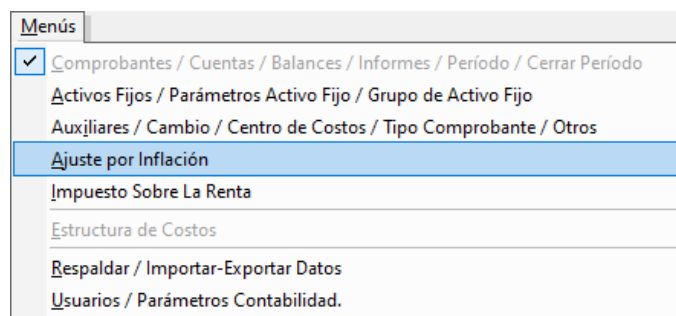 Menús
Comprobantes / Cuentas / Balances / Informes / Período / Cerrar Período
Activos Fijos / Parámetros Activo Fijo / Grupo de Activo Fijo
Auxiliares / Cambio / Centro de Costos / Tipo Comprobante / Otros
Ajuste por Inflación
Impuesto Sobre La Renta
Estructura de Costos
Respaldar / Importar-Exportar Datos
Usuarios / Parámetros Contabilidad.